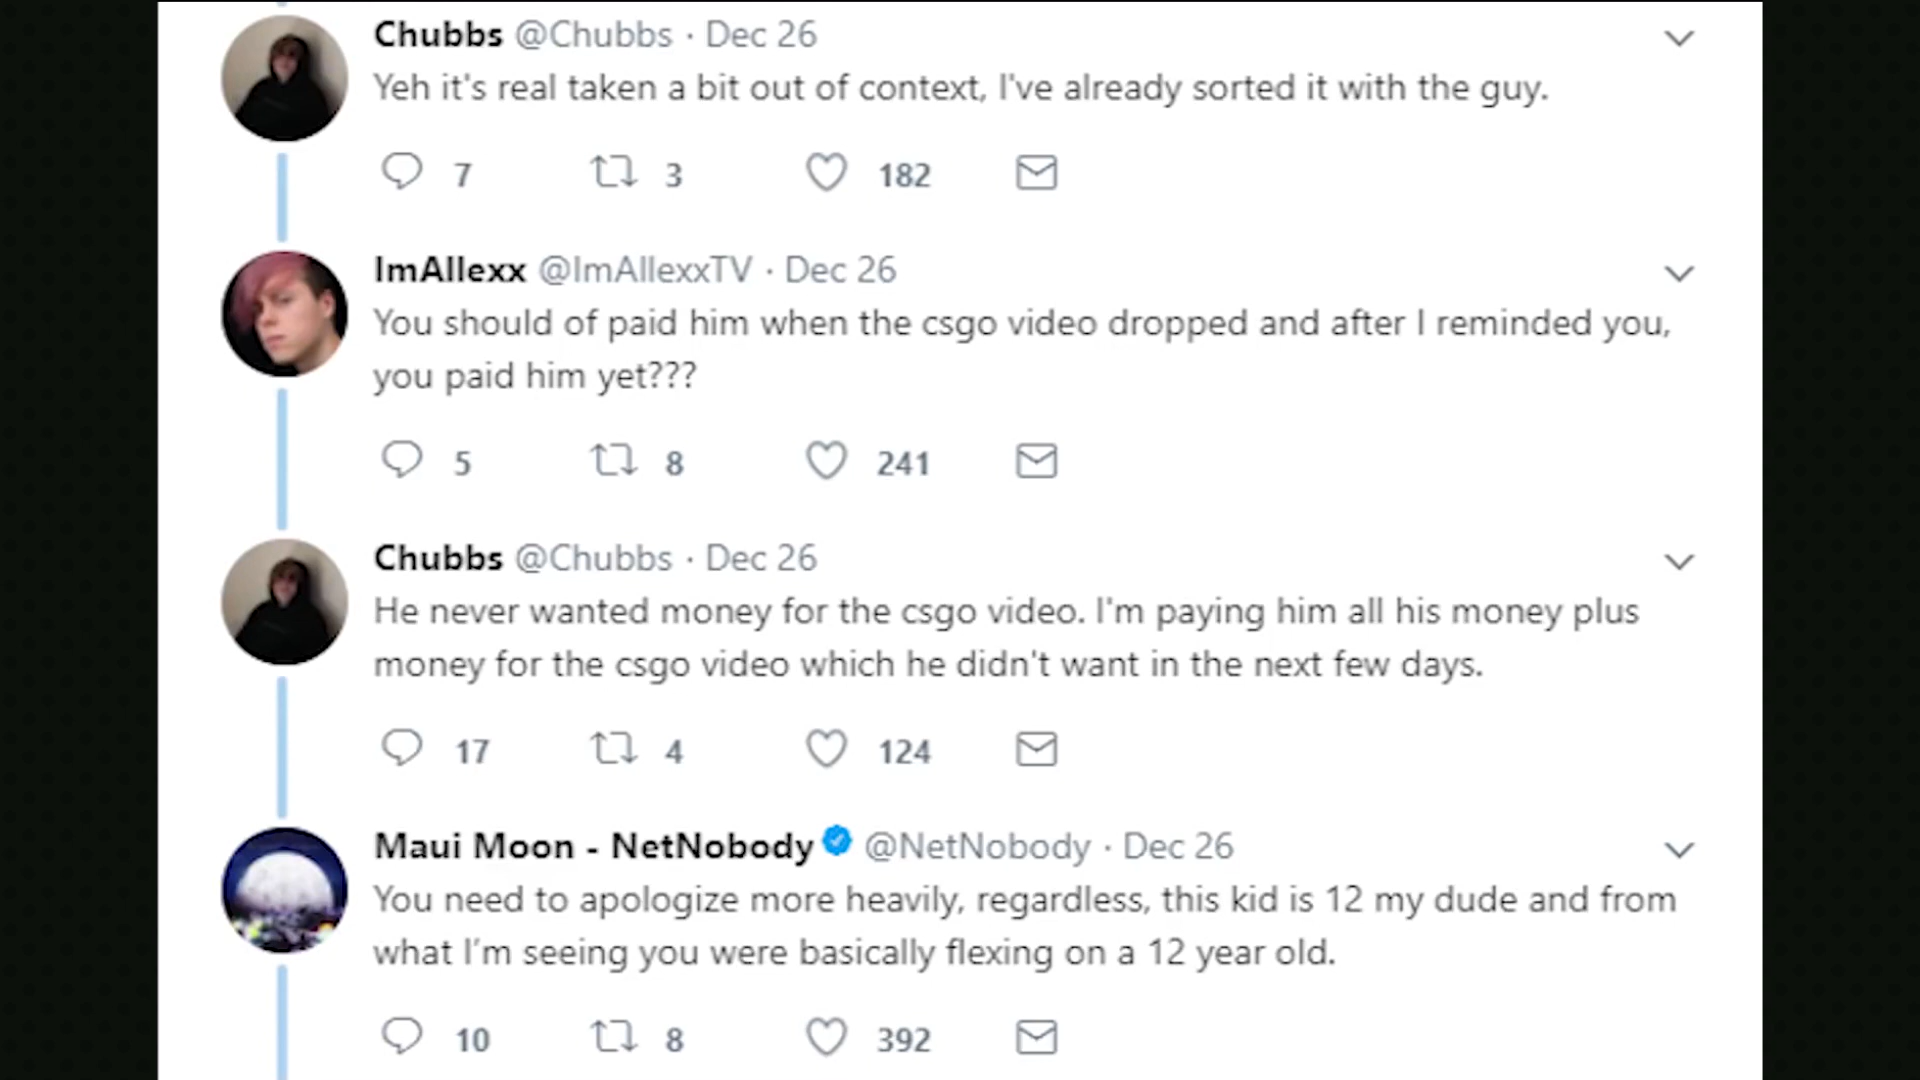 Chubbs @Chubbs · Dec 26
Yeh it's real taken a bit out of context, I've already sorted it with the guy.
7 3 182
ImAllexx @ImAllexxTV · Dec 26
You should of paid him when the csgo video dropped and after I reminded you,
you paid him yet???
5 8 241
Chubbs @Chubbs · Dec 26
He never wanted money for the csgo video. I'm paying him all his money plus
money for the csgo video which he didn't want in the next few days.
17 4 124
Maui Moon - NetNobody @NetNobody · Dec 26
You need to apologize more heavily, regardless, this kid is 12 my dude and from
what I'm seeing you were basically flexing on a 12 year old.
10 8 392